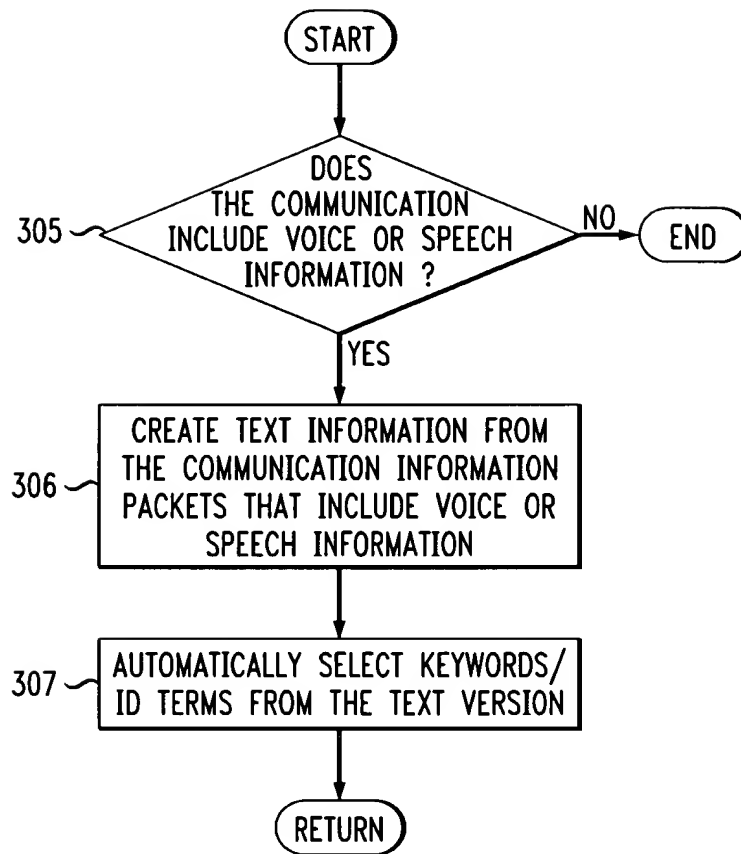 START
DOES
THE COMMUNICATION
INCLUDE VOICE OR SPEECH
INFORMATION ?
305
NO
END
YES
CREATE TEXT INFORMATION FROM
THE COMMUNICATION INFORMATION
PACKETS THAT INCLUDE VOICE OR
SPEECH INFORMATION
306
AUTOMATICALLY SELECT KEYWORDS/
ID TERMS FROM THE TEXT VERSION
307
RETURN